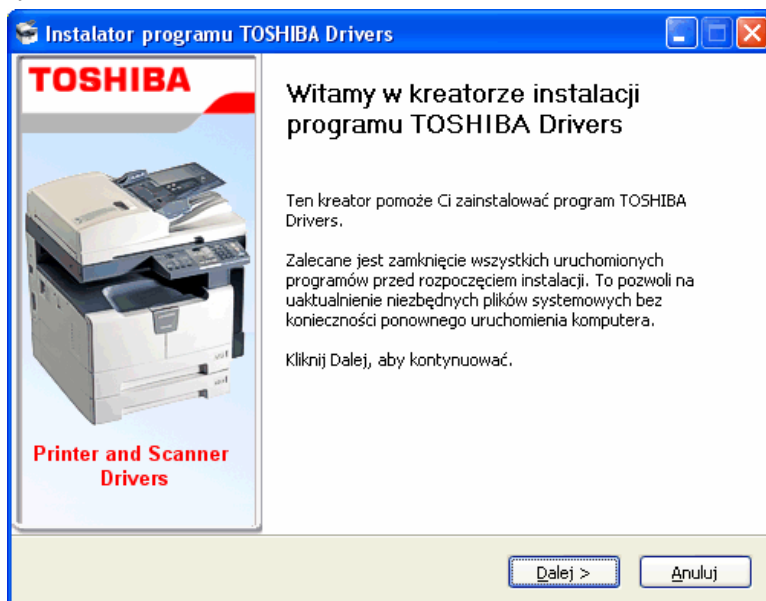 Instalator programu TOSHIBA Drivers
TOSHIBA
Printer and Scanner
Drivers
Witamy w kreatorze instalacji
programu TOSHIBA Drivers
Ten kreator pomoże Ci zainstalować program TOSHIBA
Drivers.
Zalecane jest zamknięcie wszystkich uruchomionych
programów przed rozpoczęciem instalacji. To pozwoli na
uaktualnienie niezbędnych plików systemowych bez
konieczności ponownego uruchomienia komputera.
Kliknij Dalej, aby kontynuować.
Dalej >
Anuluj